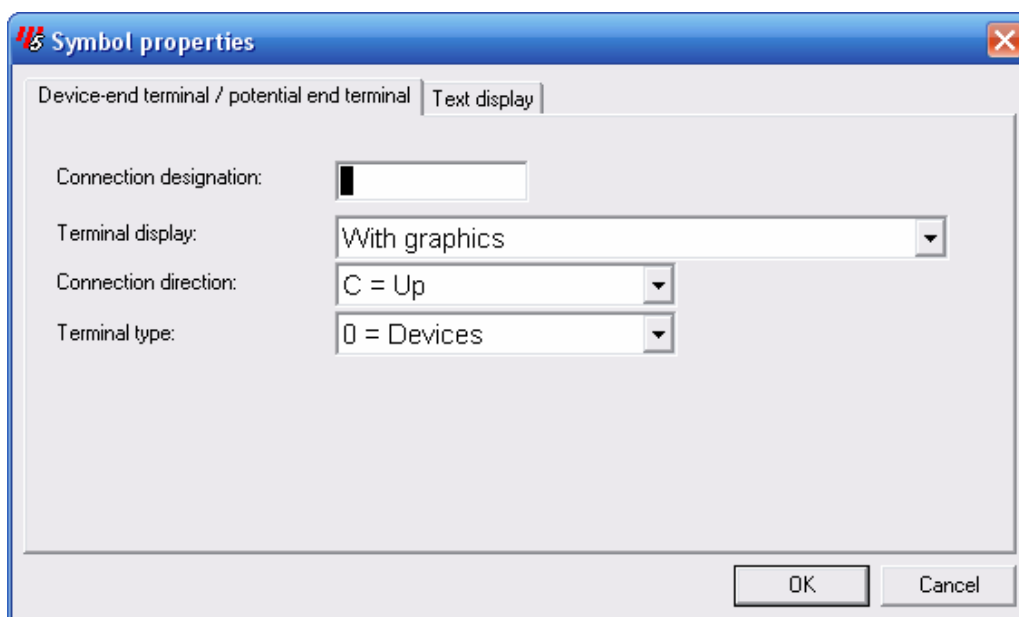 Symbol properties
Device-end terminal / potential end terminal
Text display
Connection designation:
Terminal display:
With graphics
Connection direction:
C = Up
Terminal type:
0 = Devices
OK
Cancel